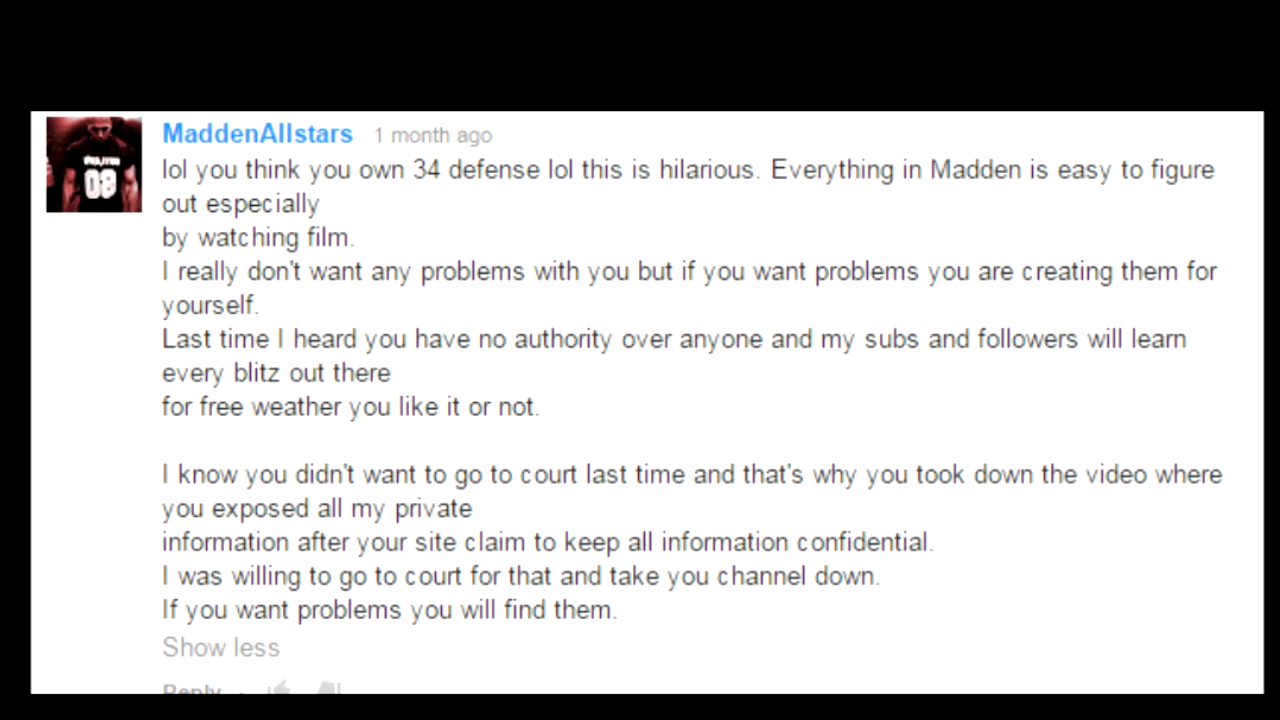 MaddenAllstars 1 month ago
lol you think you own 34 defense lol this is hilarious. Everything in Madden is easy to figure
out especially
by watching film.
I really don't want any problems with you but if you want problems you are creating them for
yourself.
Last time I heard you have no authority over anyone and my subs and followers will learn
every blitz out there
for free weather you like it or not.
I know you didn't want to go to court last time and that's why you took down the video where
you exposed all my private
information after your site claim to keep all information confidential.
I was willing to go to court for that and take you channel down.
If you want problems you will find them.
Show less
Reply